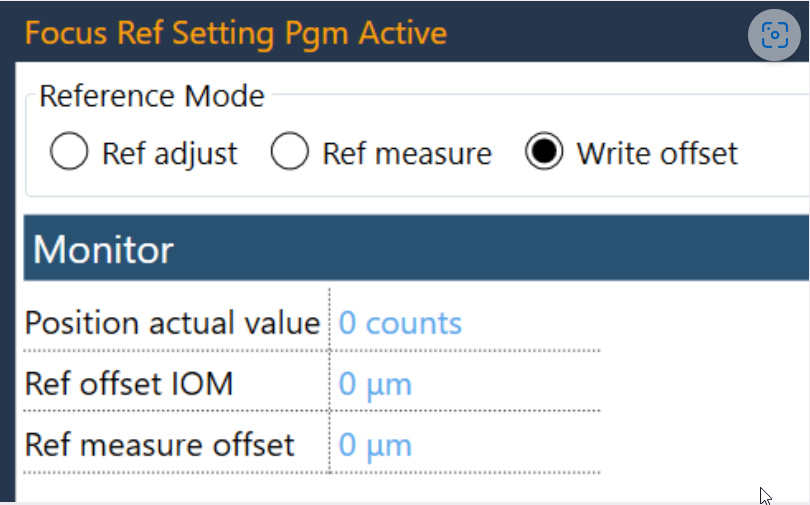 Focus Ref Setting Pgm Active
Reference Mode
Ref adjust Ref measure Write offset
Monitor
Position actual value 0 counts
Ref offset IOM 0 µm
Ref measure offset 0 µm